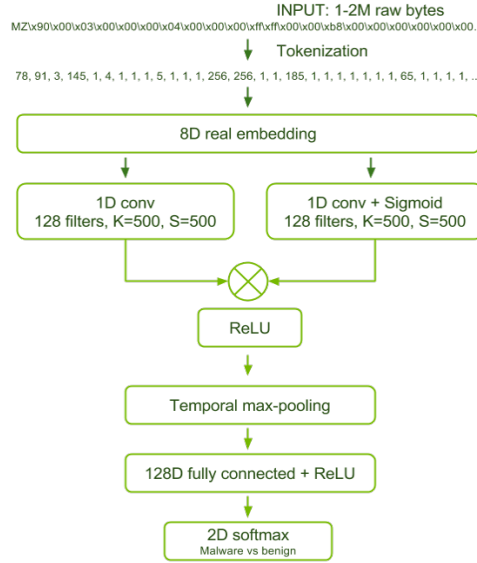 INPUT: 1-2M raw bytes
MZ\x90\x00\x03\x00\x00\x00\x04\x00\x00\x00\xff\xff\x00\x00\xb8\x00\x00\x00\x00\x00\x00..
Tokenization
78, 91, 3, 145, 1, 4, 1, 1, 1, 5, 1, 1, 1, 256, 256, 1, 1, 185, 1, 1, 1, 1, 1, 1, 1, 65, 1, 1, 1, 1, ..
8D real embedding
1D conv
128 filters, K=500, S=500
1D conv + Sigmoid
128 filters, K=500, S=500
ReLU
Temporal max-pooling
128D fully connected + ReLU
2D softmax
Malware vs benign